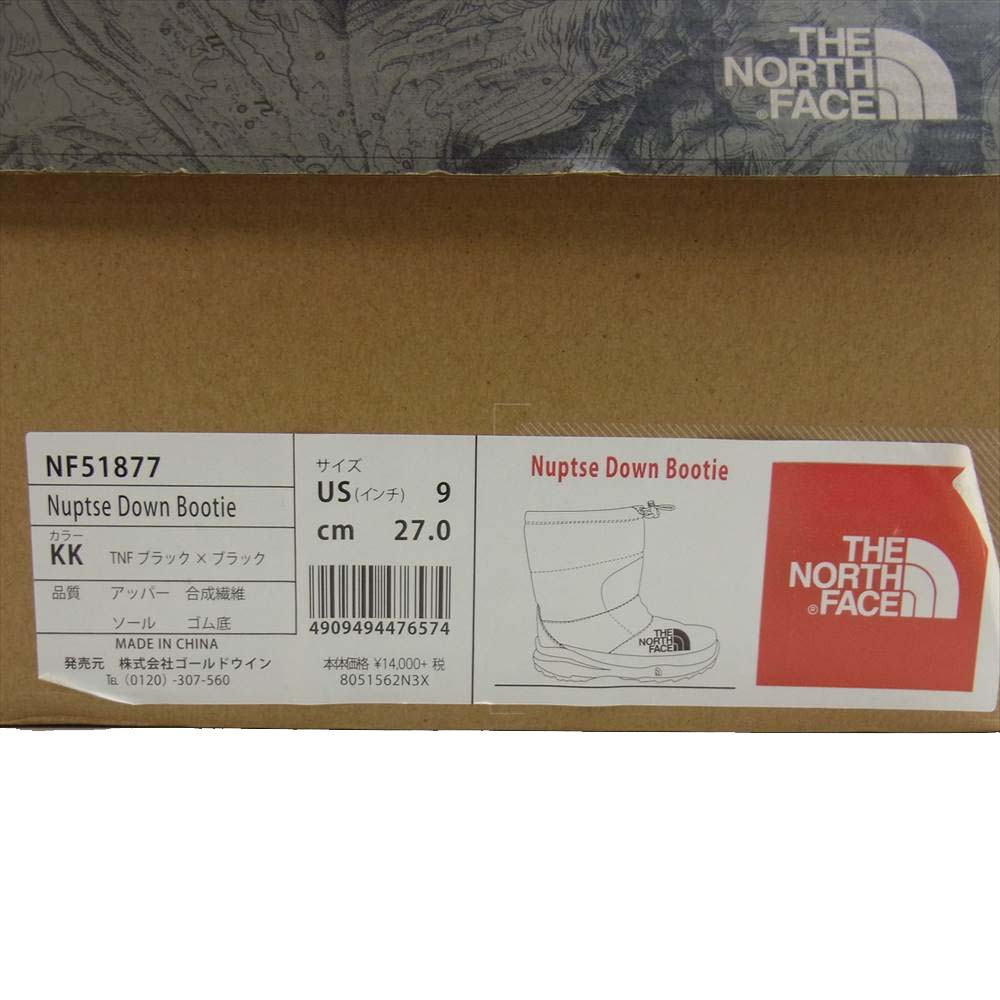 THE
NORTH
FACE
NF51877
Nuptse Down Bootie
カラー
KK TNF ブラック × ブラック
品質 アッパー 合成繊維
ソール ゴム底
MADE IN CHINA
発売元 株式会社ゴールドウイン
℡ (0120) -307-560
サイズ
US (インチ) 9
cm 27.0
4909494476574
本体価格 ¥14,000+ 税
8051562N3X
Nuptse Down Bootie
THE
NORTH
FACE
THE
NORTH
®FACE